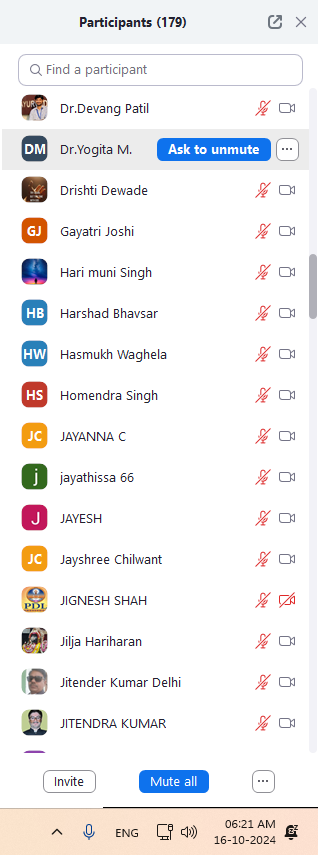 Participants (179)
Find a participant
Dr.Devang Patil
DM Dr.Yogita M. Ask to unmute ...
Drishti Dewade
GJ Gayatri Joshi
Hari muni Singh
HB Harshad Bhavsar
HW Hasmukh Waghela
HS Homendra Singh
JC JAYANNA C
j jayathissa 66
J JAYESH
JC Jayshree Chilwant
PDL JIGNESH SHAH
Jilja Hariharan
Jitender Kumar Delhi
JITENDRA KUMAR
Invite Mute all ...
ENG 06:21 AM
16-10-2024